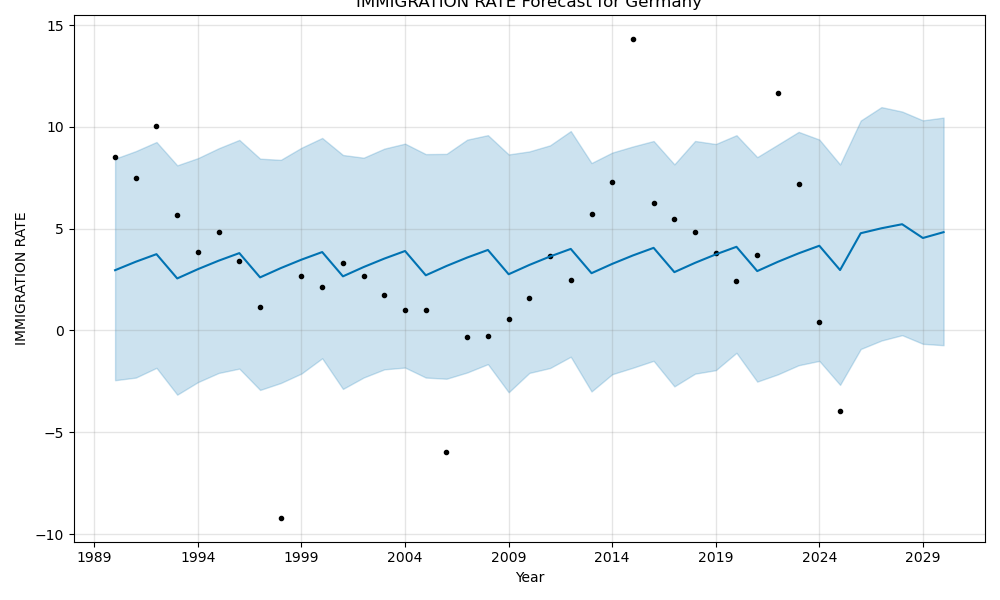 IMMIGRATION RATE Forecast for Germany
15
10
5
0
−5
−10
IMMIGRATION RATE
1989 1994 1999 2004 2009 2014 2019 2024 2029
Year